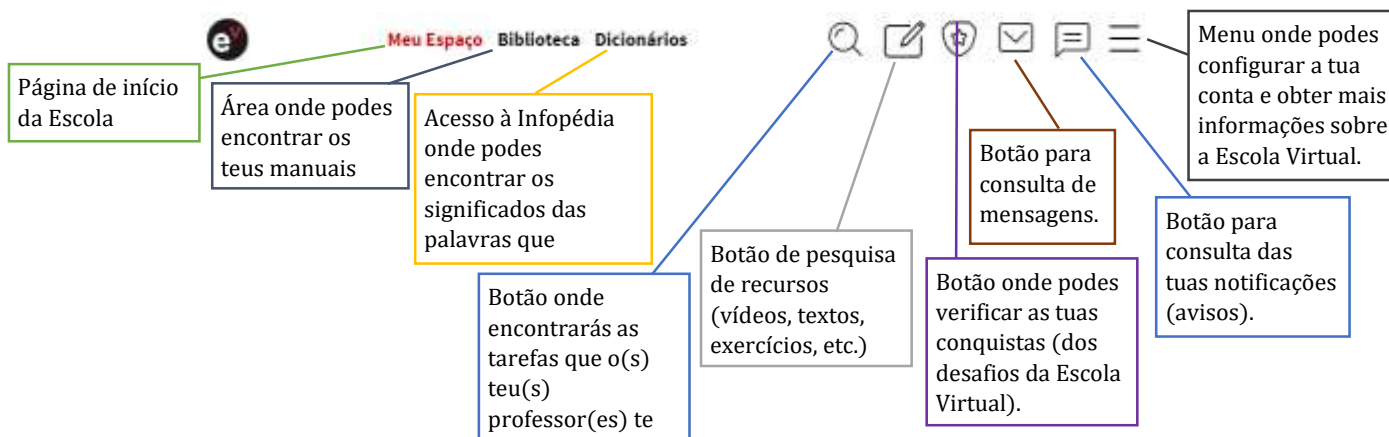 ev
Meu Espaço Biblioteca Dicionários
Página de início
da Escola
Área onde podes
encontrar os
teus manuais
Acesso à Infopédia
onde podes
encontrar os
significados das
palavras que
Botão onde
encontrarás as
tarefas que o(s)
teu(s)
professor(es) te
Botão de pesquisa
de recursos
(vídeos, textos,
exercícios, etc.)
Botão onde podes
verificar as tuas
conquistas (dos
desafios da Escola
Virtual).
Botão para
consulta de
mensagens.
Botão para
consulta das
tuas notificações
(avisos).
Menu onde podes
configurar a tua
conta e obter mais
informações sobre
a Escola Virtual.